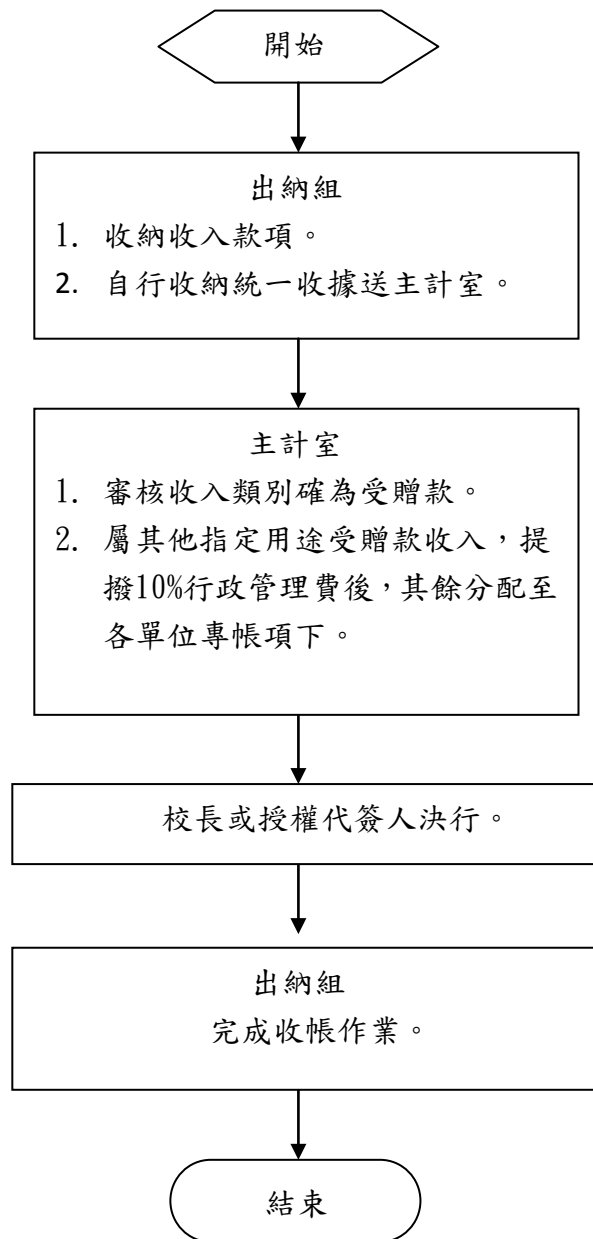 開始
出納組
1. 收納收入款項。
2. 自行收納統一收據送主計室。
主計室
1. 審核收入類別確為受贈款。
2. 屬其他指定用途受贈款收入，提
撥10%行政管理費後，其餘分配至
各單位專帳項下。
校長或授權代簽人決行。
出納組
完成收帳作業。
結束